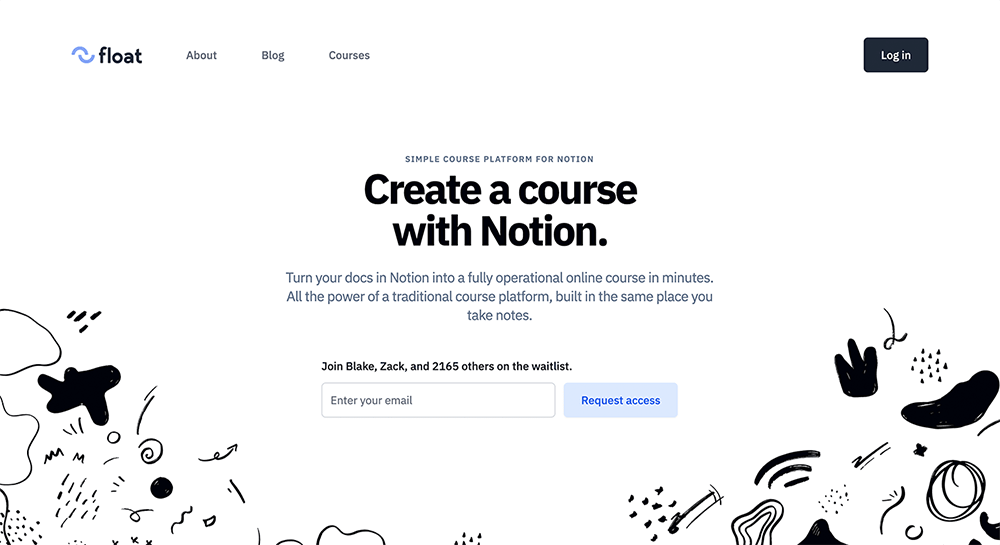 float
About
Blog
Courses
Log in
SIMPLE COURSE PLATFORM FOR NOTION
Create a course
with Notion.
Turn your docs in Notion into a fully operational online course in minutes.
All the power of a traditional course platform, built in the same place you
take notes.
Join Blake, Zack, and 2165 others on the waitlist.
Enter your email
Request access